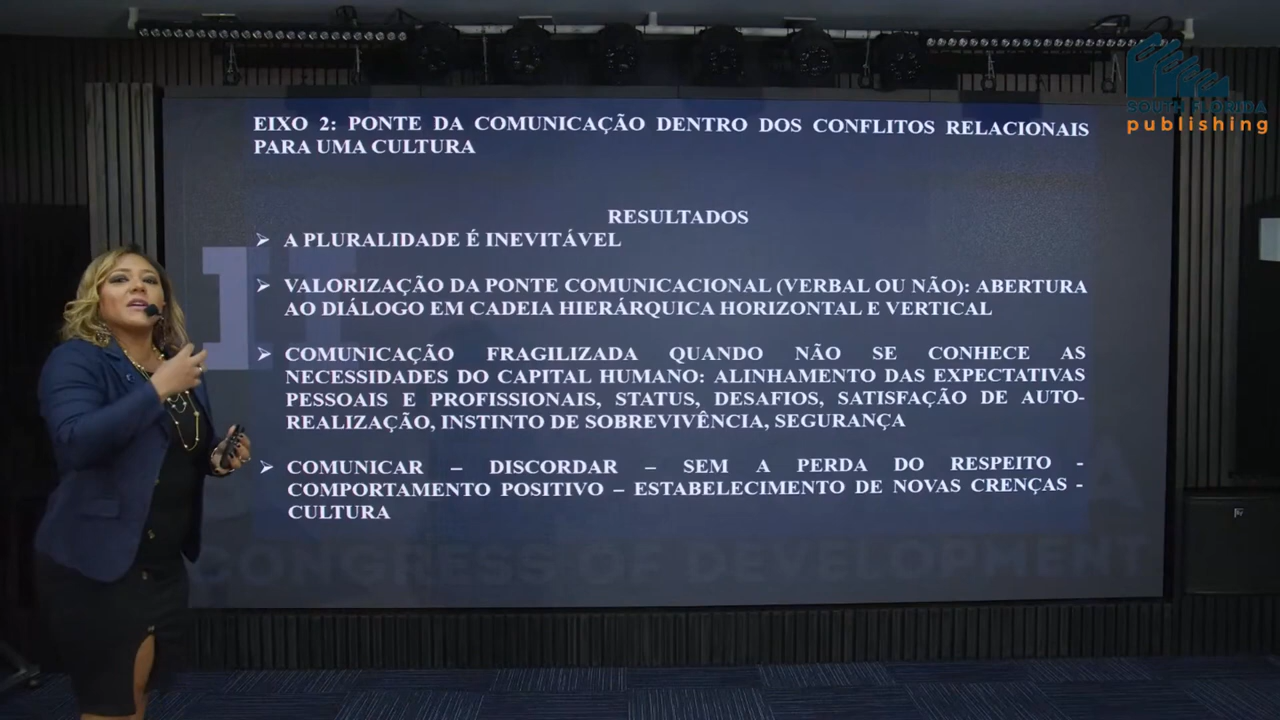 SOUTH FLORIDA
publishing
EIXO 2: PONTE DA COMUNICAÇÃO DENTRO DOS CONFLITOS RELACIONAIS
PARA UMA CULTURA
RESULTADOS
➢ A PLURALIDADE É INEVITÁVEL
➢ VALORIZAÇÃO DA PONTE COMUNICACIONAL (VERBAL OU NÃO): ABERTURA
AO DIÁLOGO EM CADEIA HIERÁRQUICA HORIZONTAL E VERTICAL
➢ COMUNICAÇÃO FRAGILIZADA QUANDO NÃO SE CONHECE AS
NECESSIDADES DO CAPITAL HUMANO: ALINHAMENTO DAS EXPECTATIVAS
PESSOAIS E PROFISSIONAIS, STATUS, DESAFIOS, SATISFAÇÃO DE AUTO-
REALIZAÇÃO, INSTINTO DE SOBREVIVÊNCIA, SEGURANÇA
➢ COMUNICAR – DISCORDAR – SEM A PERDA DO RESPEITO -
COMPORTAMENTO POSITIVO – ESTABELECIMENTO DE NOVAS CRENÇAS -
CULTURA
CONGRESS OF DEVELOPMENT